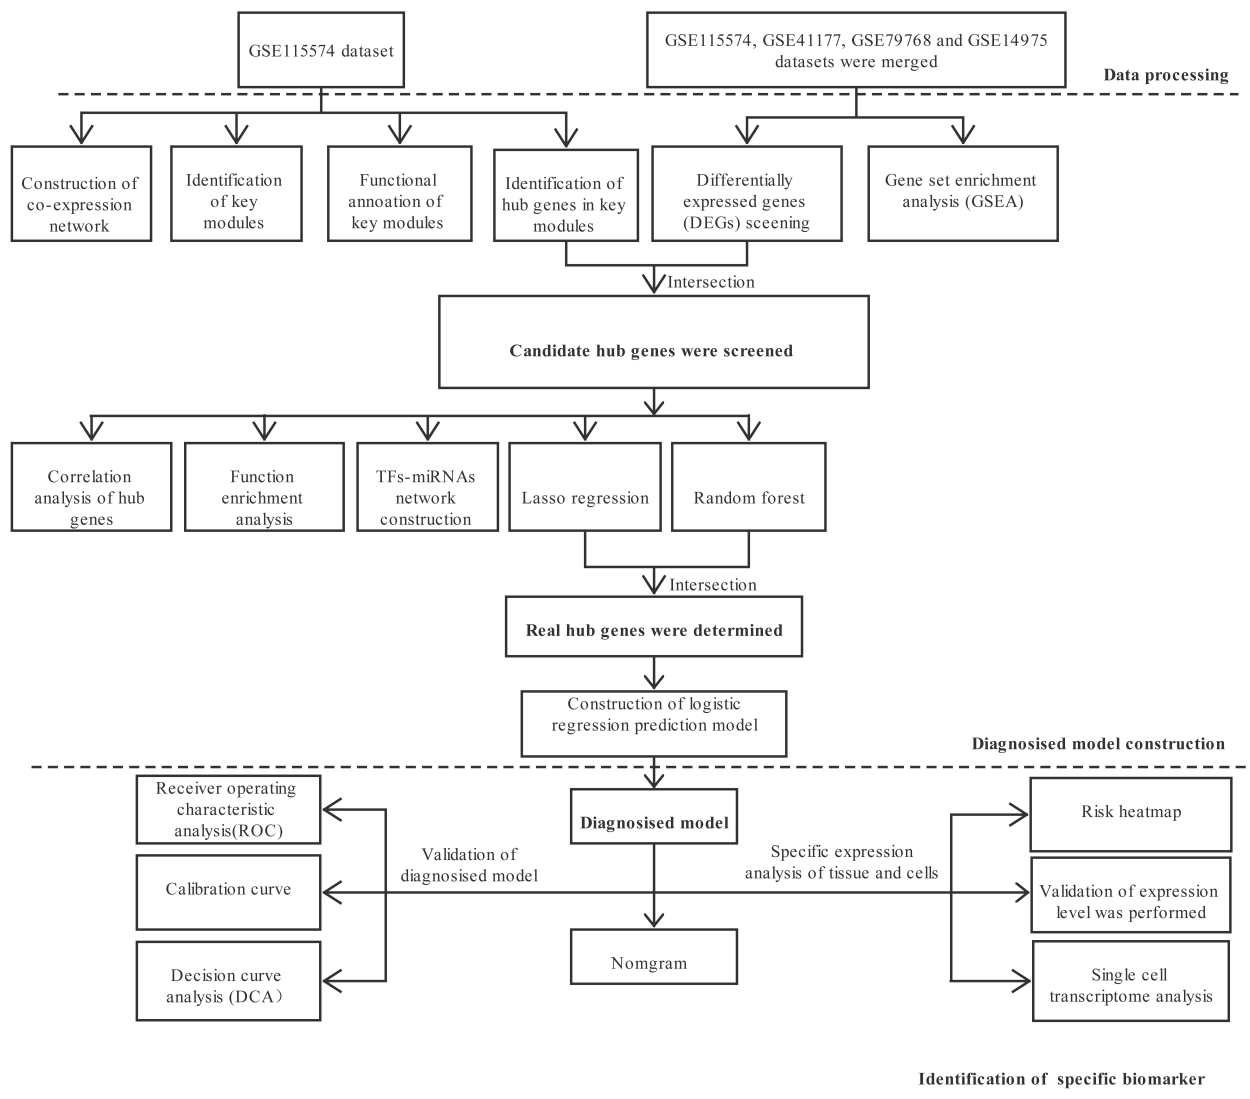 GSE115574 dataset
GSE115574, GSE41177, GSE79768 and GSE14975
datasets were merged
Data processing
Construction of
co-expression
network
Identification
of key
modules
Functional
annoation of
key modules
Identification of
hub genes in key
modules
Differentially
expressed genes
(DEGs) sceening
Gene set enrichment
analysis (GSEA)
Intersection
Candidate hub genes were screened
Correlation
analysis of hub
genes
Function
enrichment
analysis
TFs-miRNAs
network
construction
Lasso regression
Random forest
Intersection
Real hub genes were determined
Construction of logistic
regression prediction model
Diagnosised model construction
Receiver operating
characteristic
analysis(ROC)
Calibration curve
Decision curve
analysis (DCA）
Validation of
diagnosised model
Diagnosised model
Nomgram
Specific expression
analysis of tissue and cells
Risk heatmap
Validation of expression
level was performed
Single cell
transcriptome analysis
Identification of specific biomarker